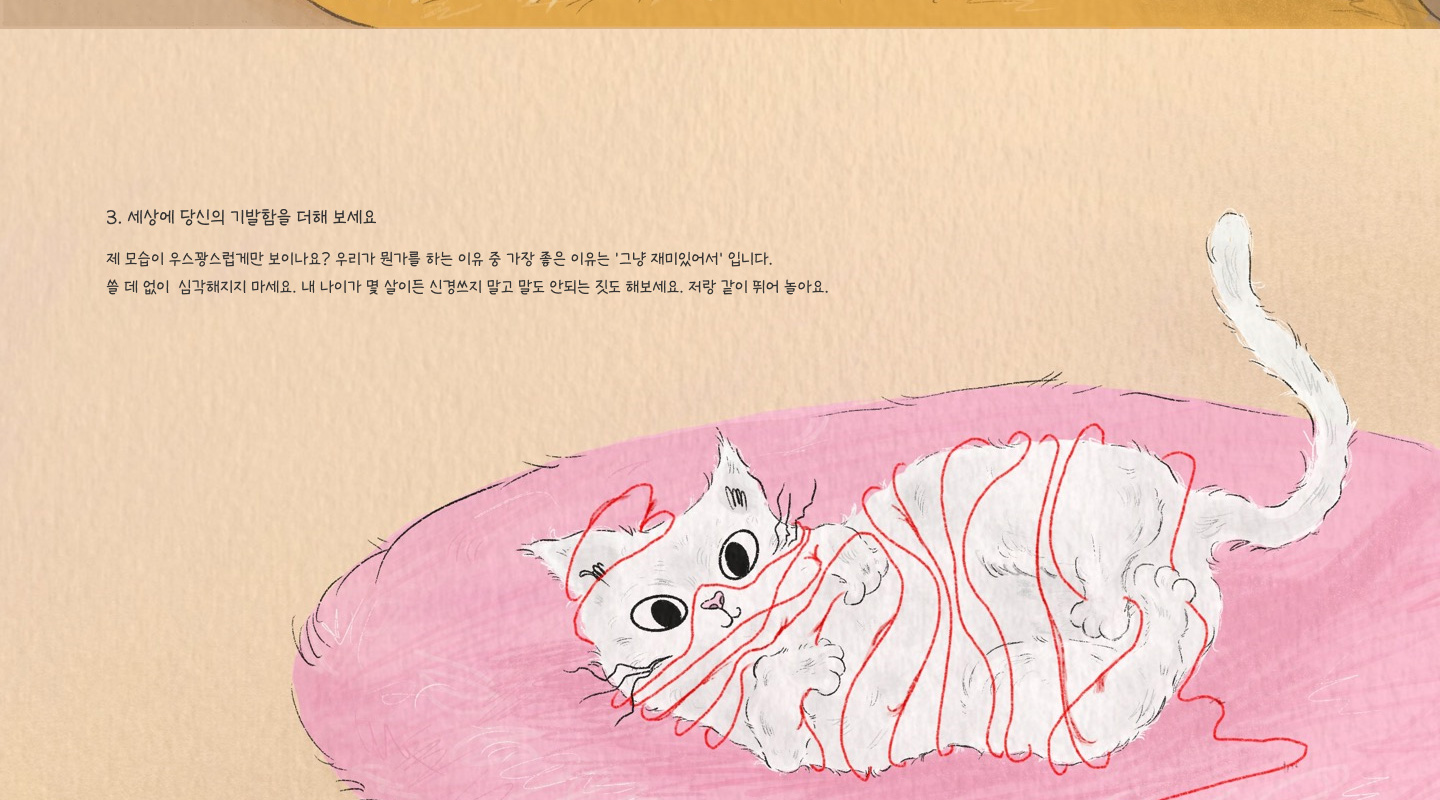 3. 세상에 당신의 기발함을 더해 보세요
제 모습이 우스꽝스럽게만 보이나요? 우리가 뭔가를 하는 이유 중 가장 좋은 이유는 '그냥 재미있어서' 입니다.
쓸 데 없이 심각해지지 마세요. 내 나이가 몇 살이든 신경쓰지 말고 말도 안되는 짓도 해보세요. 저랑 같이 뛰어 놀아요.